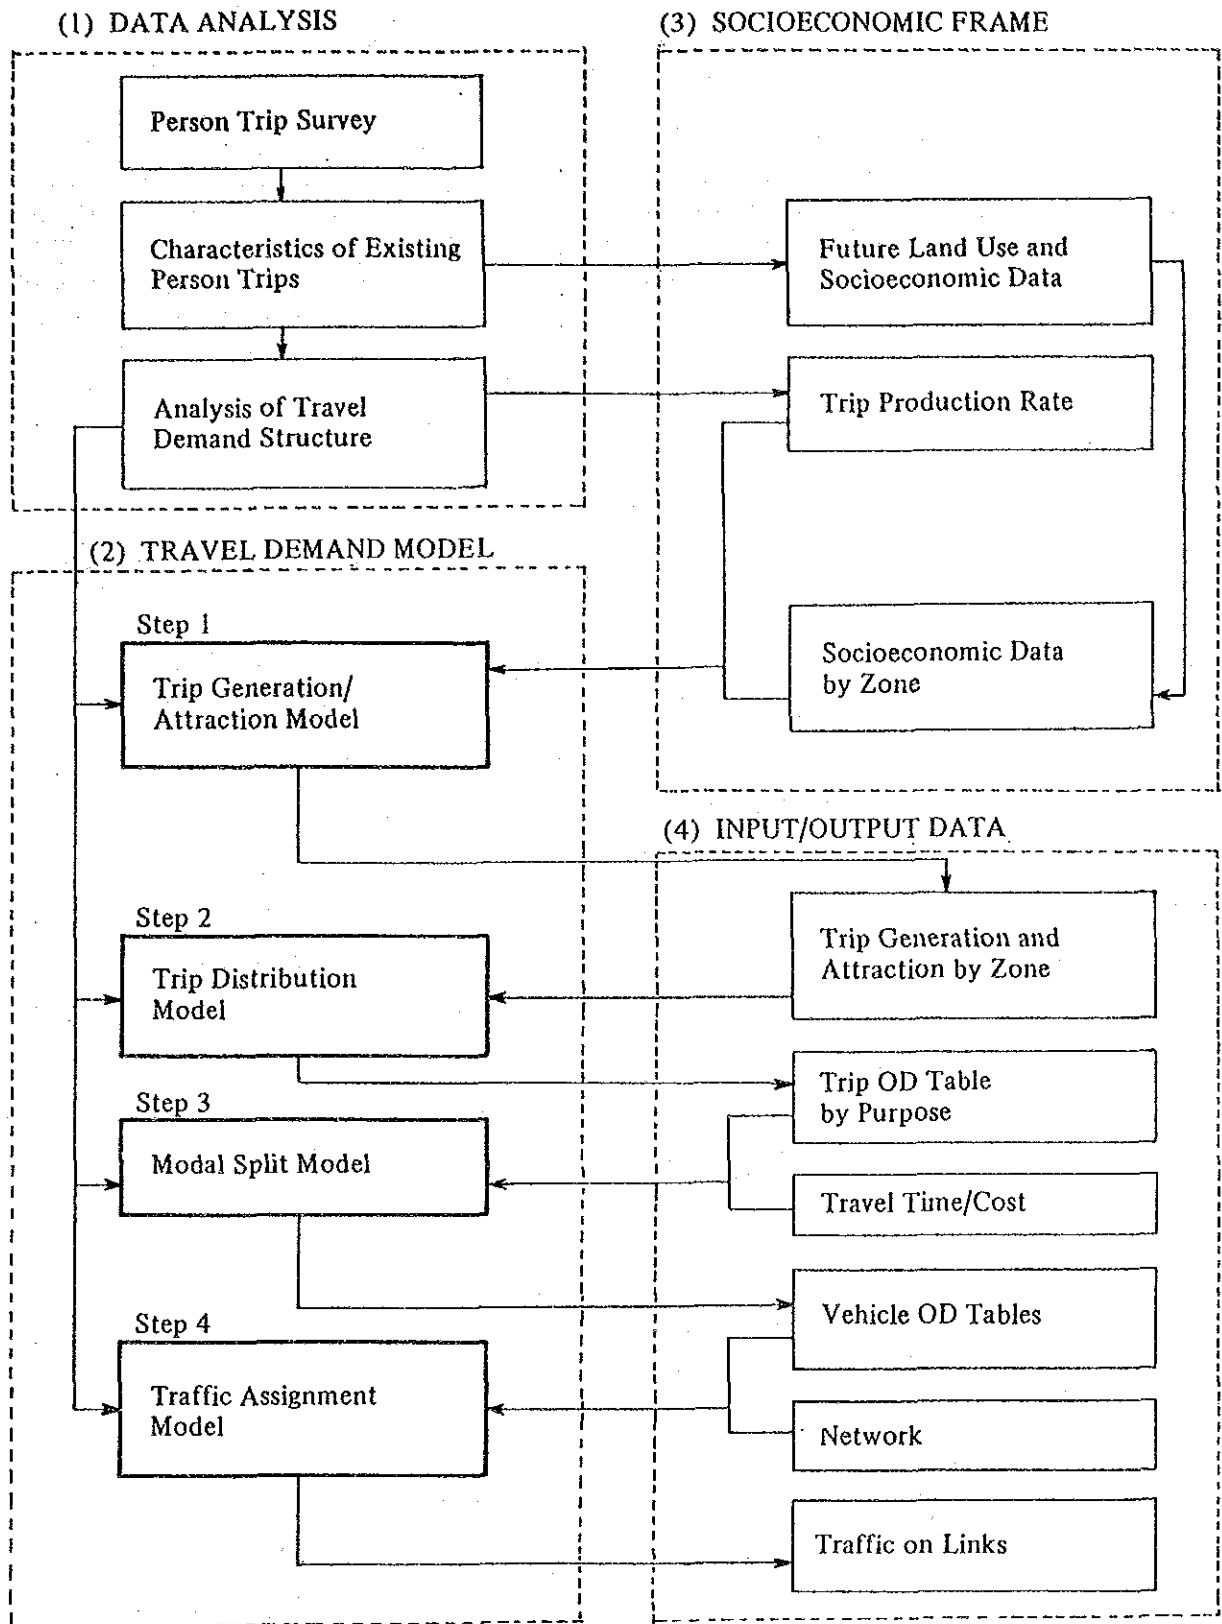 (1) DATA ANALYSIS
Person Trip Survey
Characteristics of Existing
Person Trips
Analysis of Travel
Demand Structure
(3) SOCIOECONOMIC FRAME
Future Land Use and
Socioeconomic Data
Trip Production Rate
Socioeconomic Data
by Zone
(2) TRAVEL DEMAND MODEL
Step 1
Trip Generation/
Attraction Model
Step 2
Trip Distribution
Model
Step 3
Modal Split Model
Step 4
Traffic Assignment
Model
(4) INPUT/OUTPUT DATA
Trip Generation and
Attraction by Zone
Trip OD Table
by Purpose
Travel Time/Cost
Vehicle OD Tables
Network
Traffic on Links